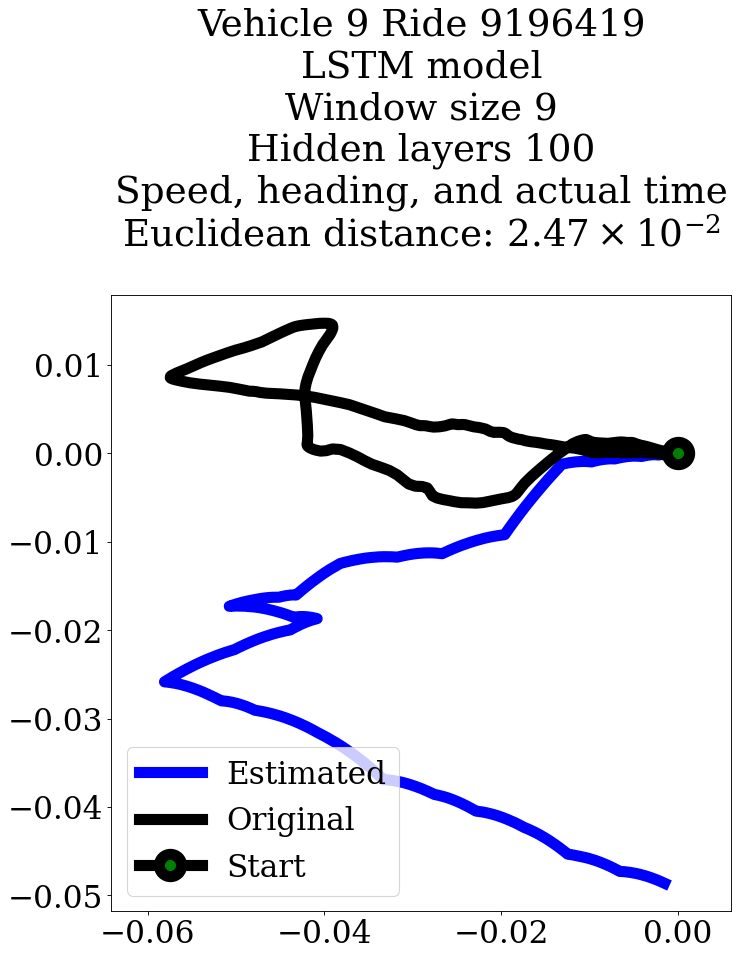 Vehicle 9 Ride 9196419
LSTM model
Window size 9
Hidden layers 100
Speed, heading, and actual time
Euclidean distance: 2.47 × 10⁻²
0.01
0.00
−0.01
−0.02
−0.03
−0.04
−0.05
Estimated
Original
Start
−0.06 −0.04 −0.02 0.00